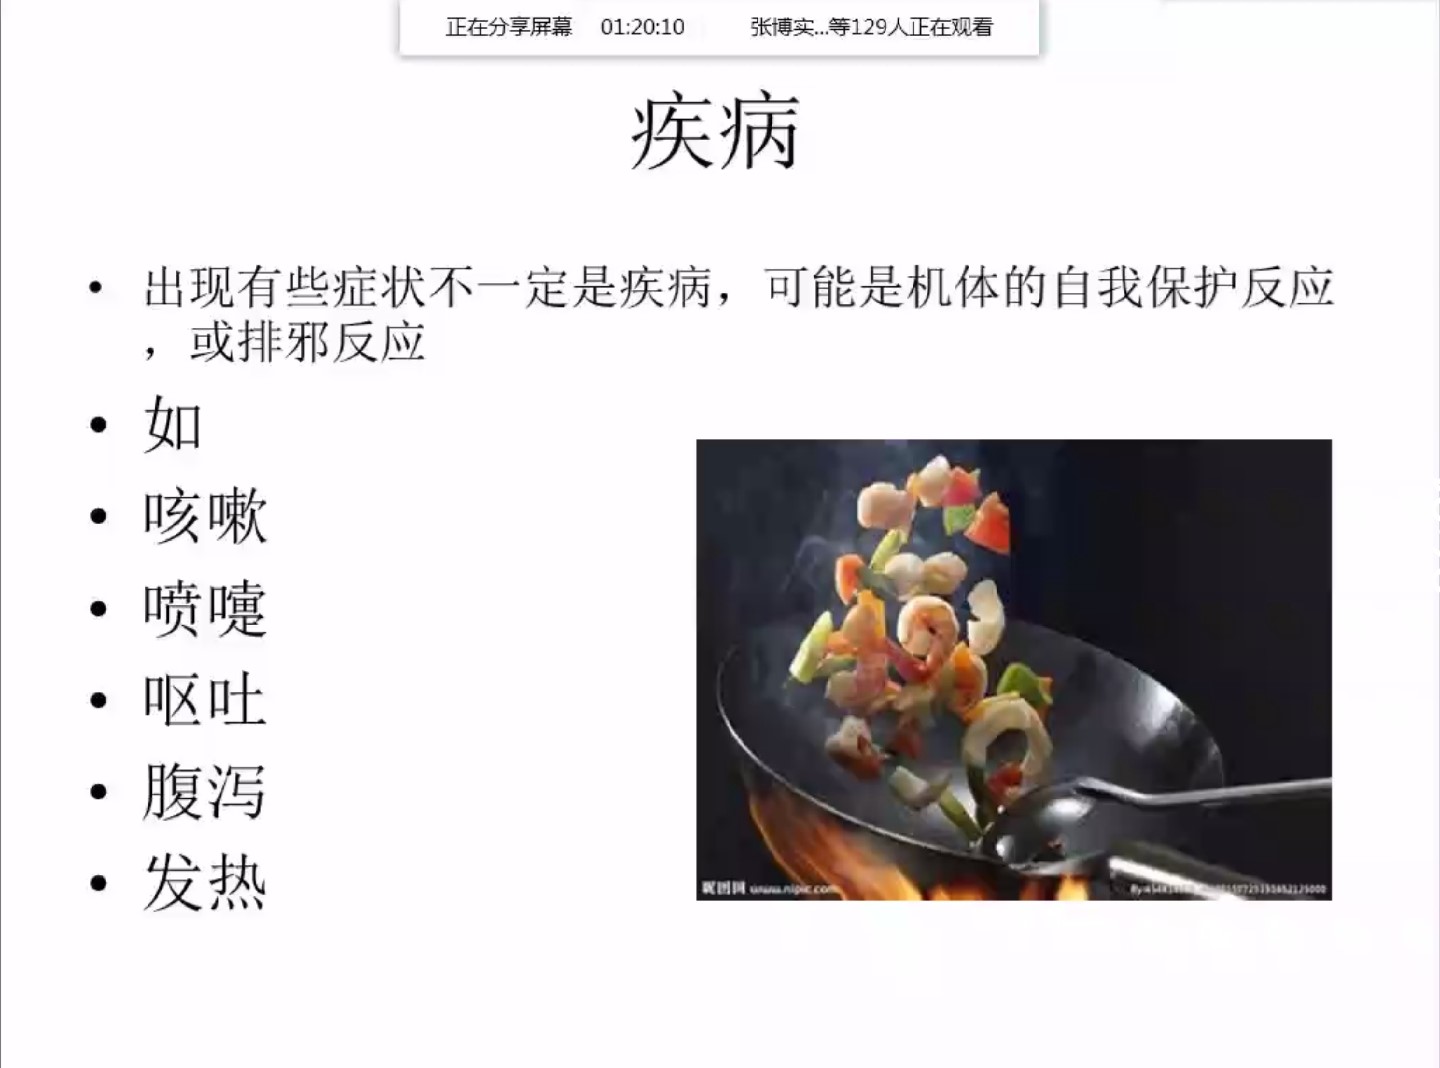 正在分享屏幕 01:20:10 张博实...等129人正在观看
疾病
• 出现有些症状不一定是疾病，可能是机体的自我保护反应
，或排邪反应
• 如
• 咳嗽
• 喷嚏
• 呕吐
• 腹泻
• 发热
昵图网 www.nipic.com